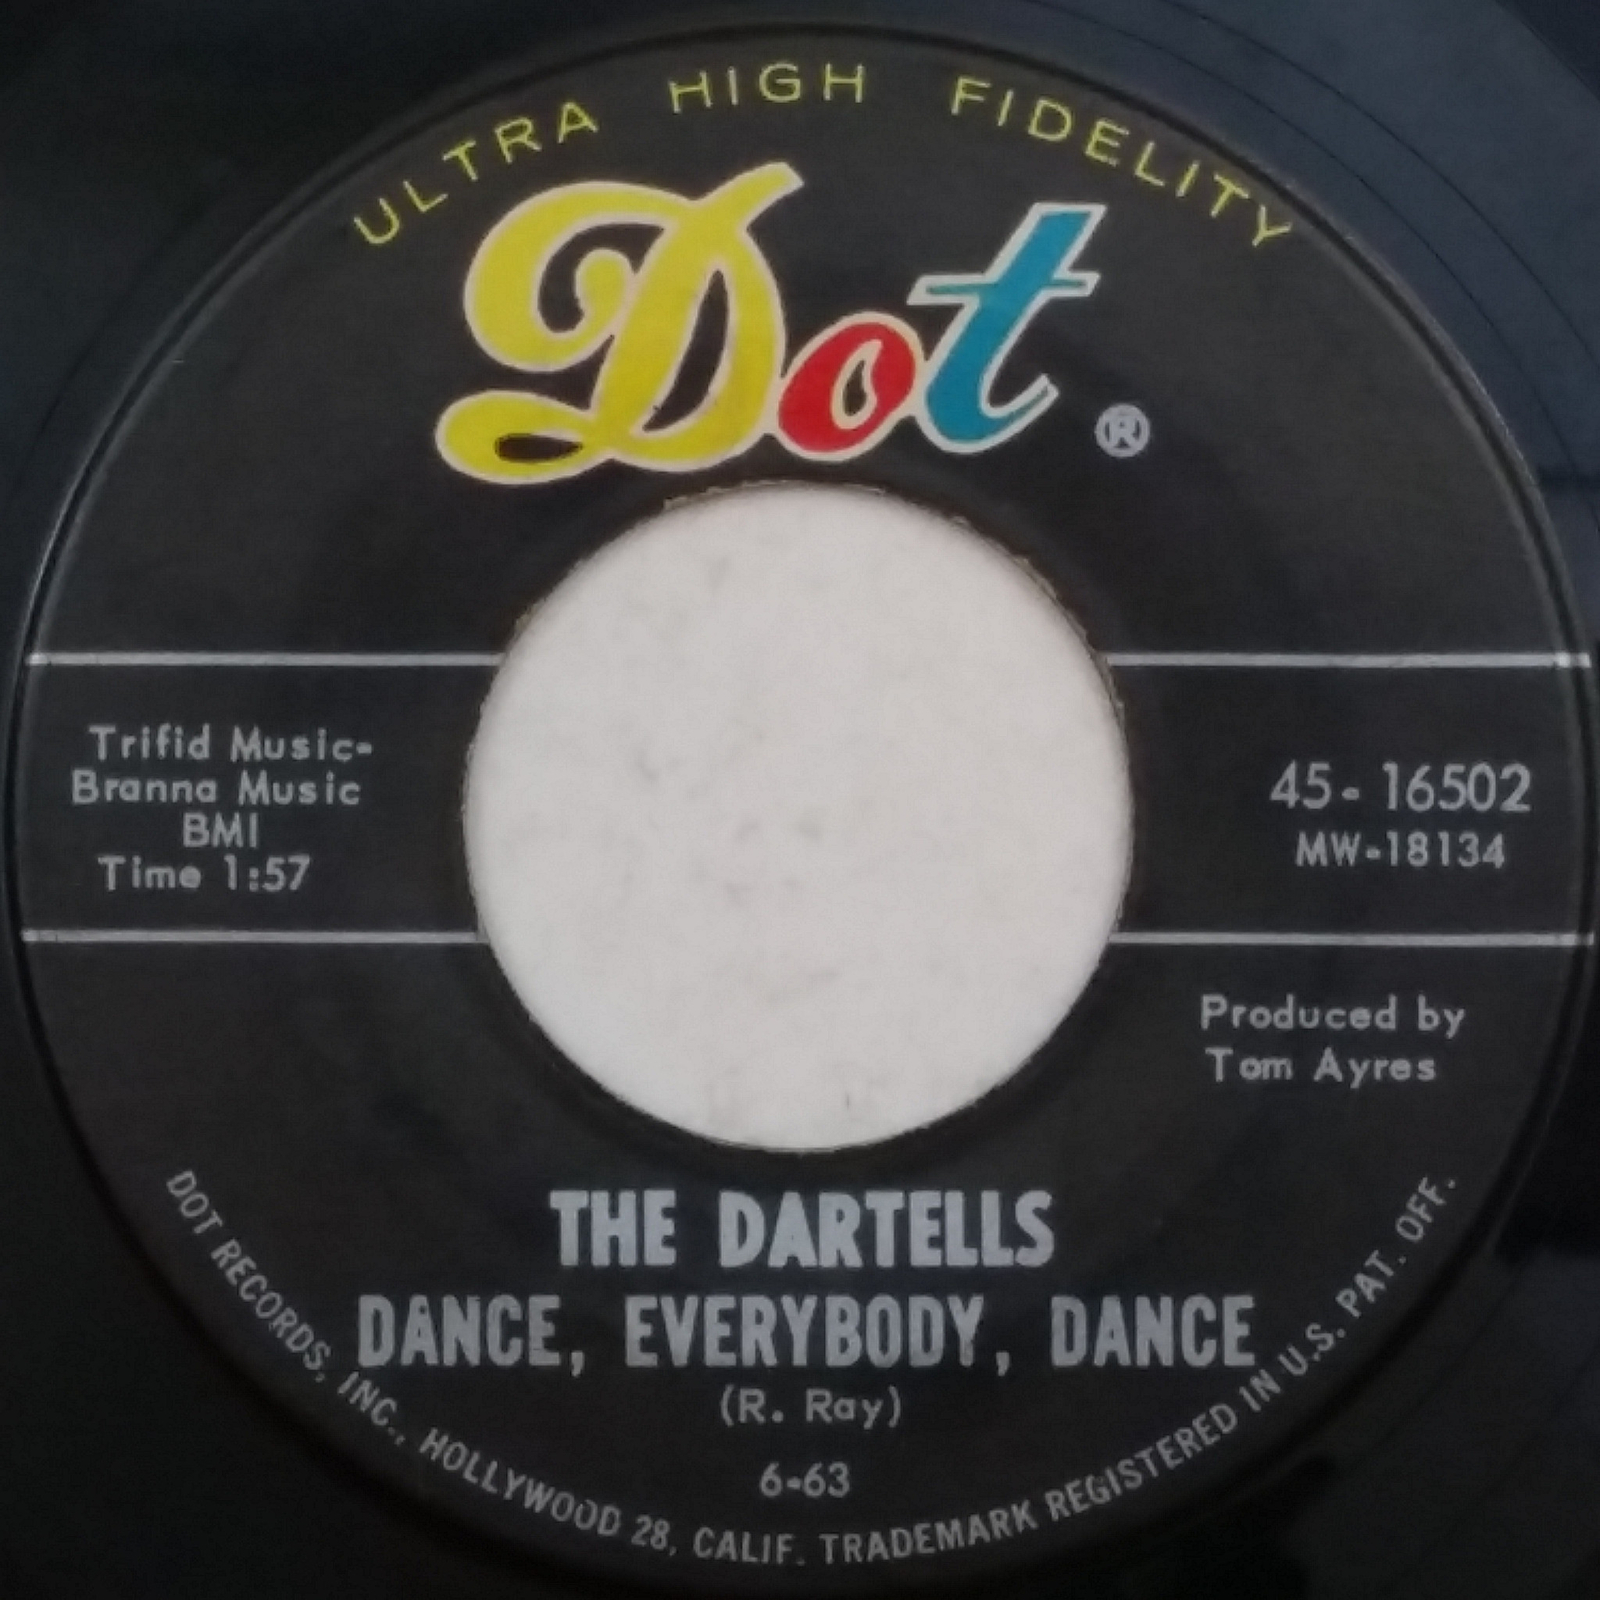 ULTRA HIGH FIDELITY
Dot ®
Trifid Music-
Branna Music
BMI
Time 1:57
45-16502
MW-18134
Produced by
Tom Ayres
THE DARTELLS
DANCE, EVERYBODY, DANCE
(R. Ray)
6-63
DOT RECORDS, INC., HOLLYWOOD 28, CALIF. TRADEMARK REGISTERED IN U.S. PAT. OFF.